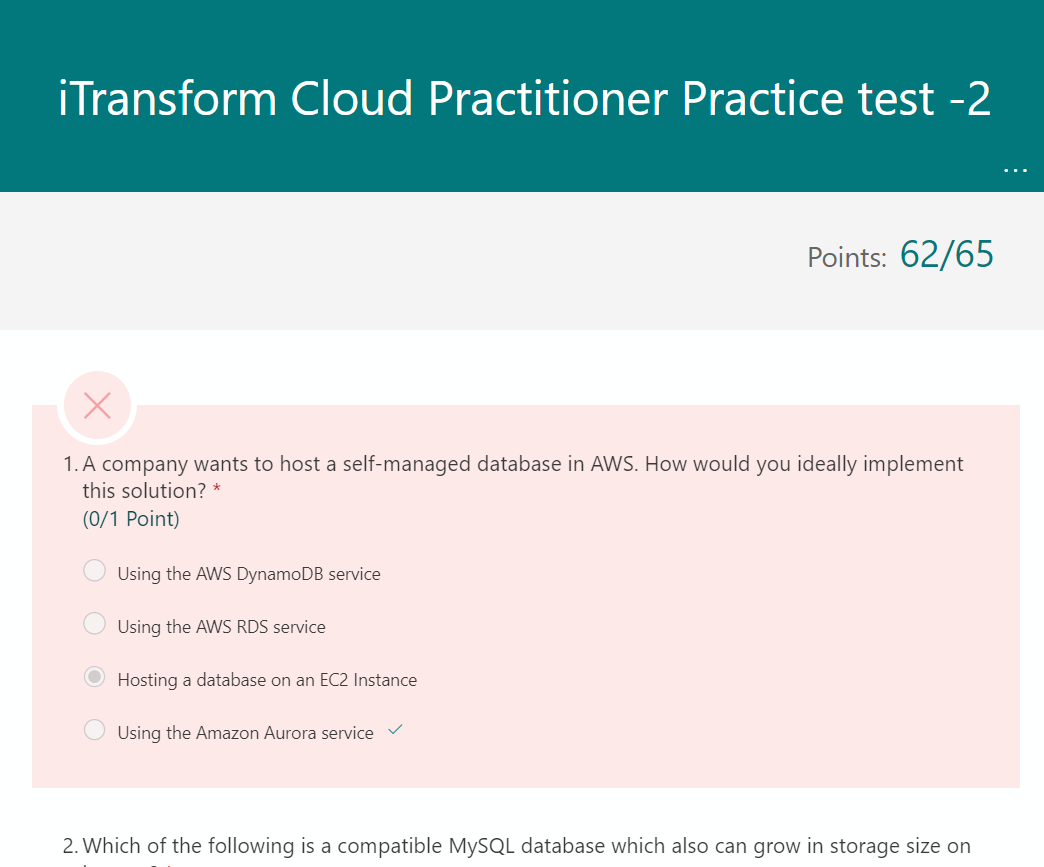 iTransform Cloud Practitioner Practice test -2
...
Points: 62/65
1. A company wants to host a self-managed database in AWS. How would you ideally implement
this solution? *
(0/1 Point)
Using the AWS DynamoDB service
Using the AWS RDS service
Hosting a database on an EC2 Instance
Using the Amazon Aurora service
2. Which of the following is a compatible MySQL database which also can grow in storage size on